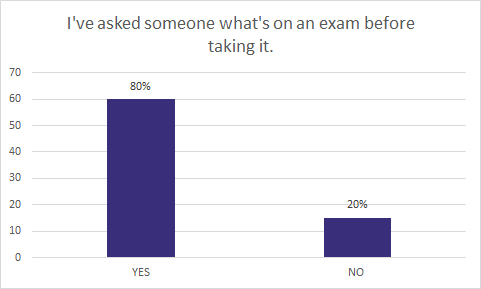 I've asked someone what's on an exam before
taking it.
70
60
50
40
30
20
10
0
80%
20%
YES
NO